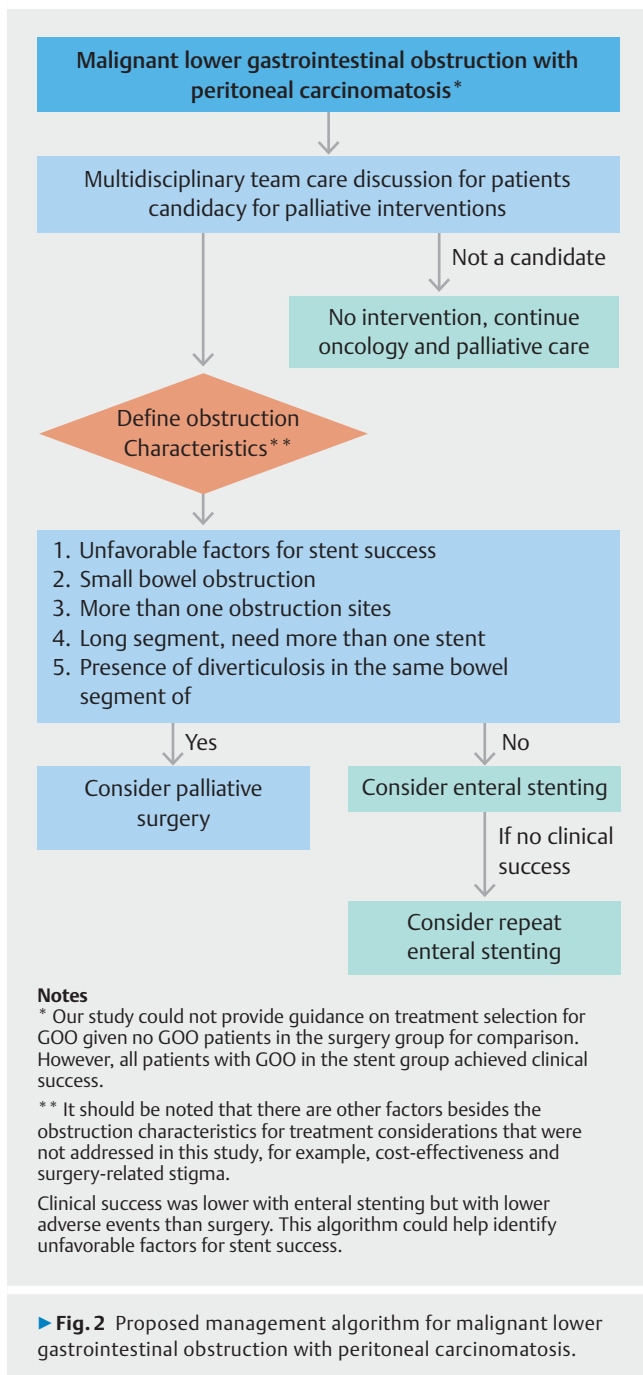 Malignant lower gastrointestinal obstruction with
peritoneal carcinomatosis*
Multidisciplinary team care discussion for patients
candidacy for palliative interventions
Not a candidate
No intervention, continue
oncology and palliative care
Define obstruction
Characteristics**
1. Unfavorable factors for stent success
2. Small bowel obstruction
3. More than one obstruction sites
4. Long segment, need more than one stent
5. Presence of diverticulosis in the same bowel
segment of
Yes
No
Consider palliative
surgery
Consider enteral stenting
If no clinical
success
Consider repeat
enteral stenting
Notes
* Our study could not provide guidance on treatment selection for
GOO given no GOO patients in the surgery group for comparison.
However, all patients with GOO in the stent group achieved clinical
success.
** It should be noted that there are other factors besides the
obstruction characteristics for treatment considerations that were
not addressed in this study, for example, cost-effectiveness and
surgery-related stigma.
Clinical success was lower with enteral stenting but with lower
adverse events than surgery. This algorithm could help identify
unfavorable factors for stent success.
▶ Fig. 2 Proposed management algorithm for malignant lower
gastrointestinal obstruction with peritoneal carcinomatosis.